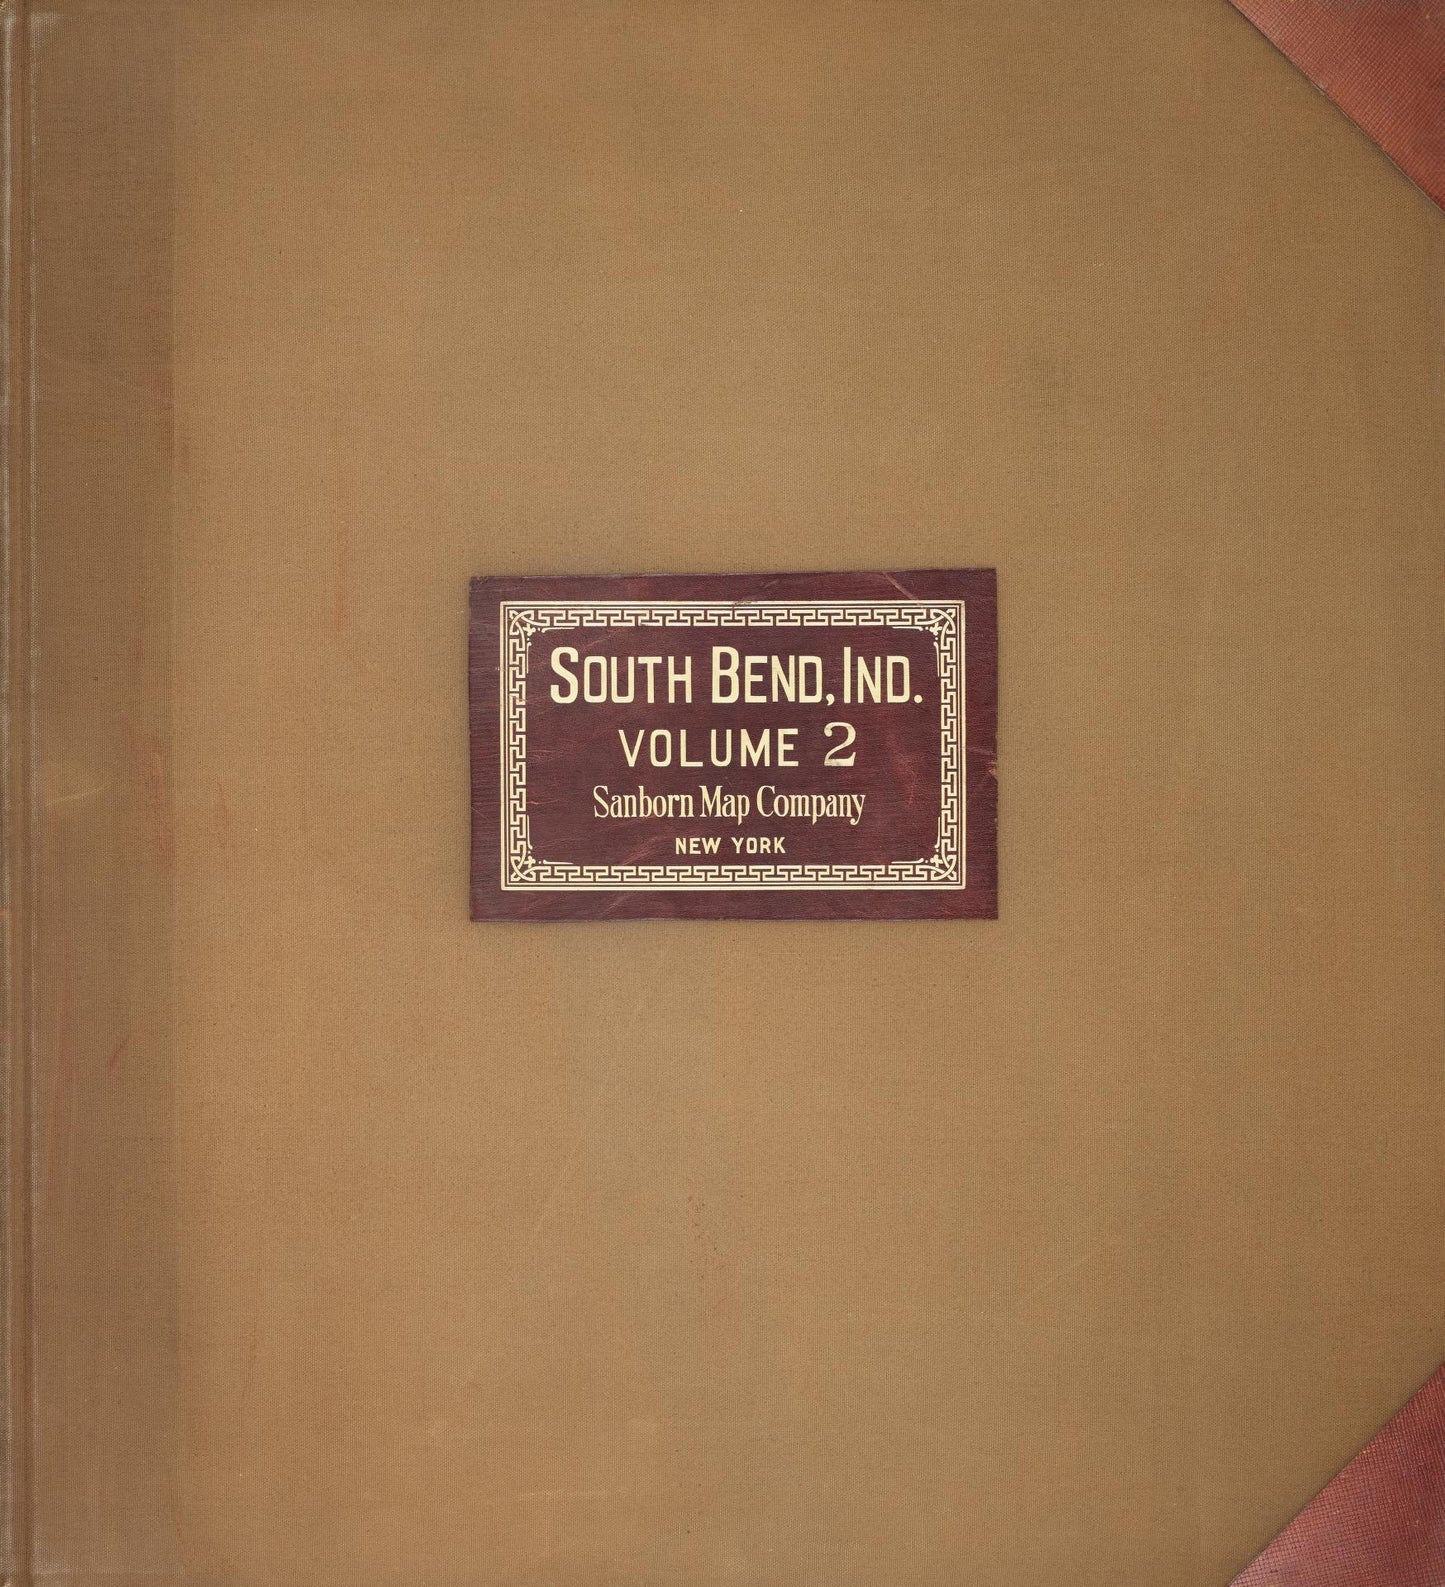 South Bend, Ind.
VOLUME 2
Sanborn Map Company
NEW YORK